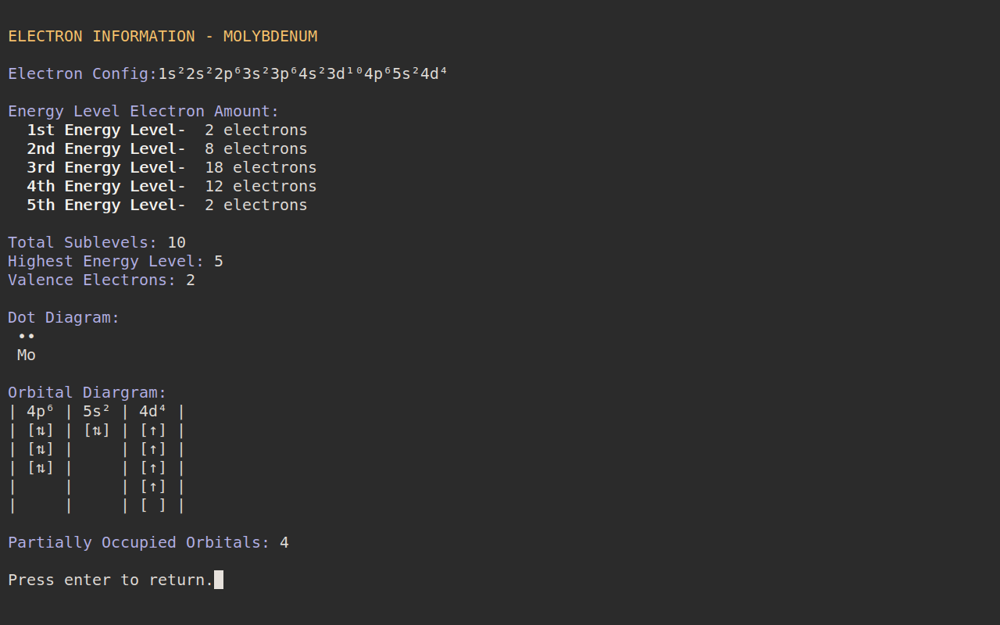 ELECTRON INFORMATION - MOLYBDENUM
Electron Config:1s²2s²2p⁶3s²3p⁶4s²3d¹⁰4p⁶5s²4d⁴
Energy Level Electron Amount:
1st Energy Level-  2 electrons
2nd Energy Level-  8 electrons
3rd Energy Level-  18 electrons
4th Energy Level-  12 electrons
5th Energy Level-  2 electrons
Total Sublevels: 10
Highest Energy Level: 5
Valence Electrons: 2
Dot Diagram:
••
Mo
Orbital Diargram:
| 4p⁶ | 5s² | 4d⁴ |
| [⇅] | [⇅] | [↑] |
| [⇅] |     | [↑] |
| [⇅] |     | [↑] |
|     |     | [↑] |
|     |     | [ ] |
Partially Occupied Orbitals: 4
Press enter to return.